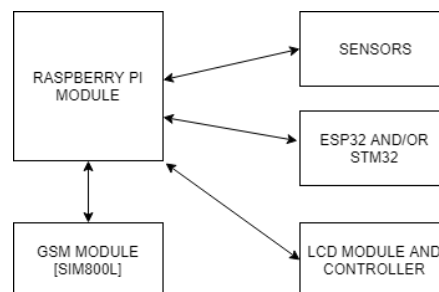 RASPBERRY PI
MODULE
SENSORS
ESP32 AND/OR
STM32
GSM MODULE
[SIM800L]
LCD MODULE AND
CONTROLLER